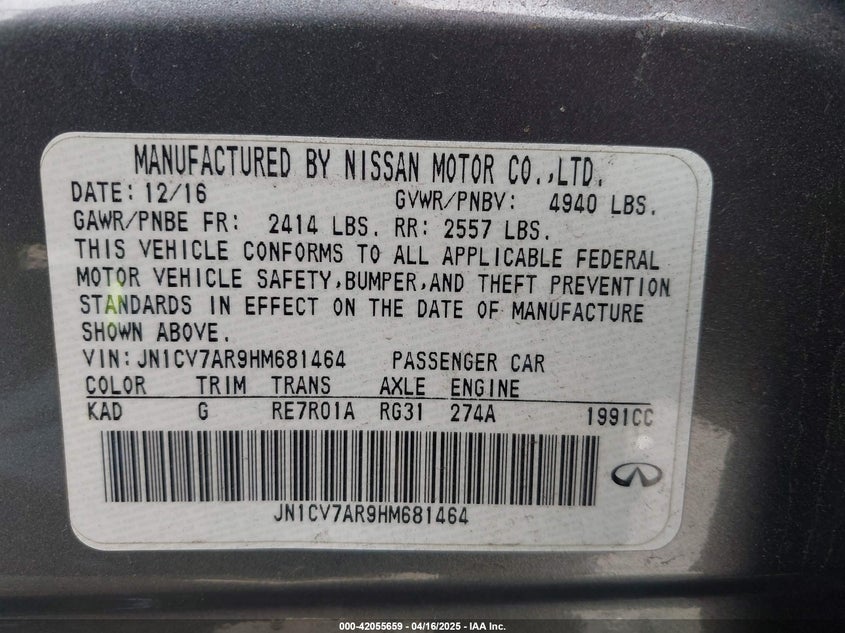 MANUFACTURED BY NISSAN MOTOR CO.,LTD.
DATE: 12/16 GVWR/PNBV: 4940 LBS.
GAWR/PNBE FR: 2414 LBS. RR: 2557 LBS.
THIS VEHICLE CONFORMS TO ALL APPLICABLE FEDERAL
MOTOR VEHICLE SAFETY,BUMPER,AND THEFT PREVENTION
STANDARDS IN EFFECT ON THE DATE OF MANUFACTURE
SHOWN ABOVE.
VIN: JN1CV7AR9HM681464 PASSENGER CAR
COLOR TRIM TRANS AXLE ENGINE
KAD G RE7R01A RG31 274A 1991CC
JN1CV7AR9HM681464
000-42055659 - 04/16/2025 - IAA Inc.